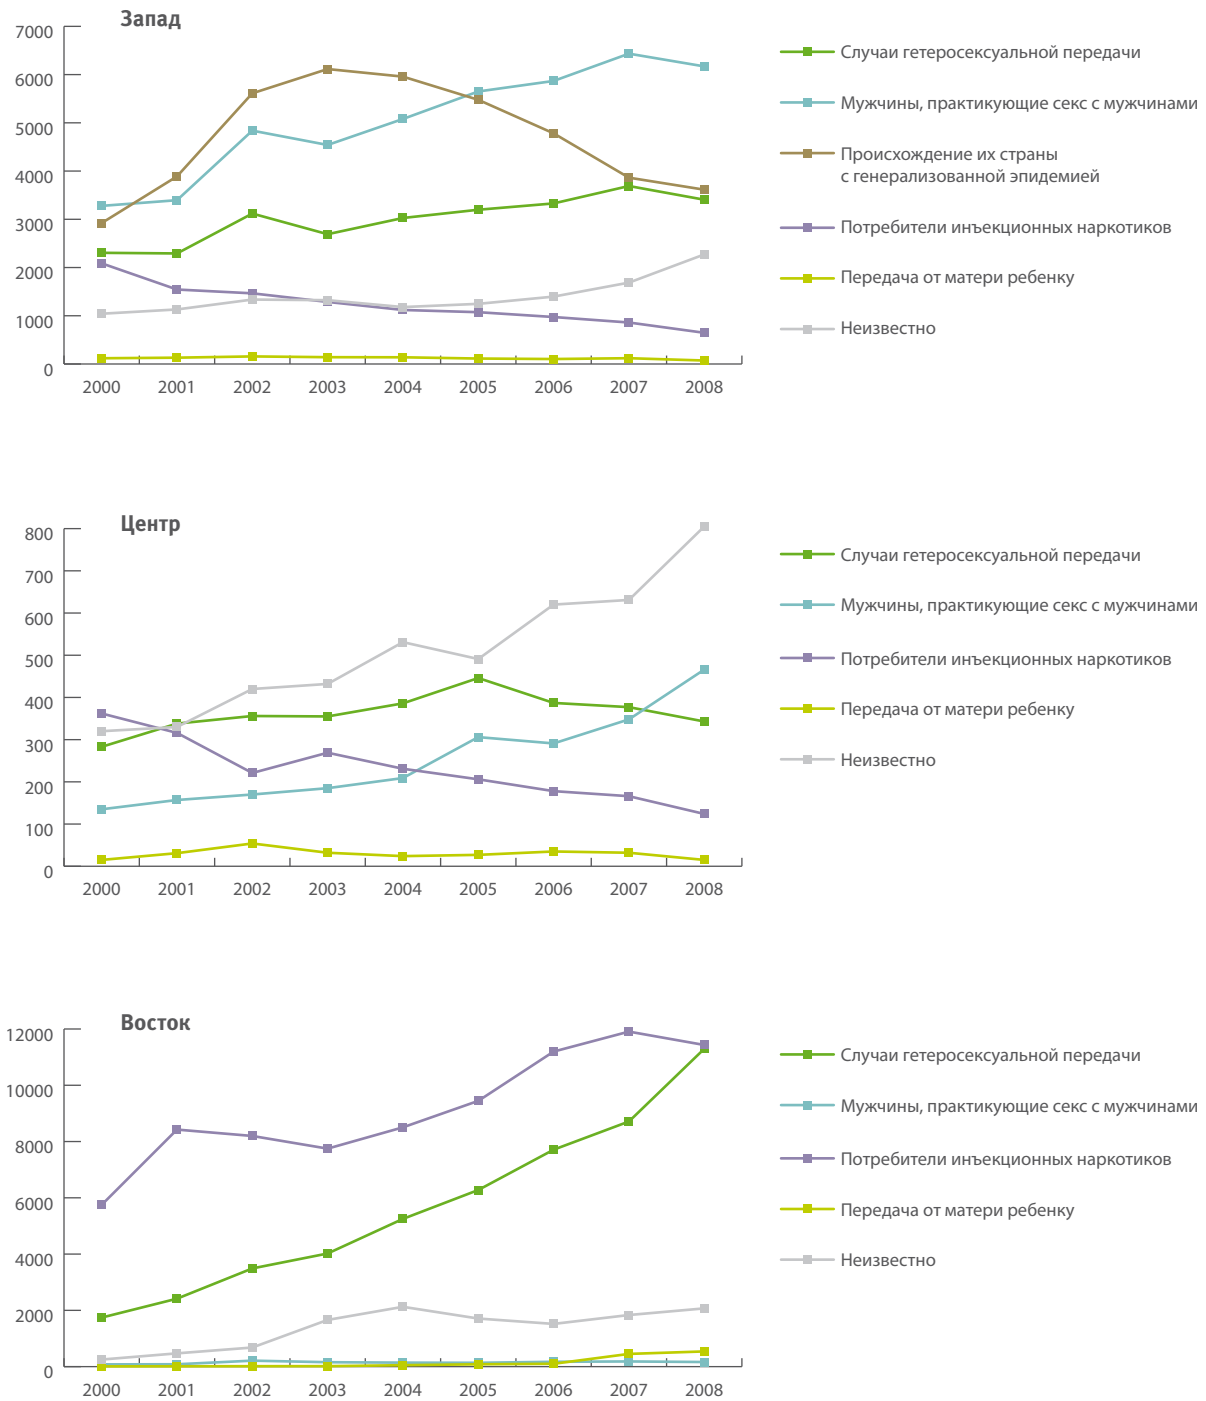 Запад
7000
6000
5000
4000
3000
2000
1000
0
2000 2001 2002 2003 2004 2005 2006 2007 2008
Случаи гетеросексуальной передачи
Мужчины, практикующие секс с мужчинами
Происхождение их страны
с генерализованной эпидемией
Потребители инъекционных наркотиков
Передача от матери ребенку
Неизвестно
Центр
800
700
600
500
400
300
200
100
0
2000 2001 2002 2003 2004 2005 2006 2007 2008
Случаи гетеросексуальной передачи
Мужчины, практикующие секс с мужчинами
Потребители инъекционных наркотиков
Передача от матери ребенку
Неизвестно
Восток
12000
10000
8000
6000
4000
2000
0
2000 2001 2002 2003 2004 2005 2006 2007 2008
Случаи гетеросексуальной передачи
Мужчины, практикующие секс с мужчинами
Потребители инъекционных наркотиков
Передача от матери ребенку
Неизвестно